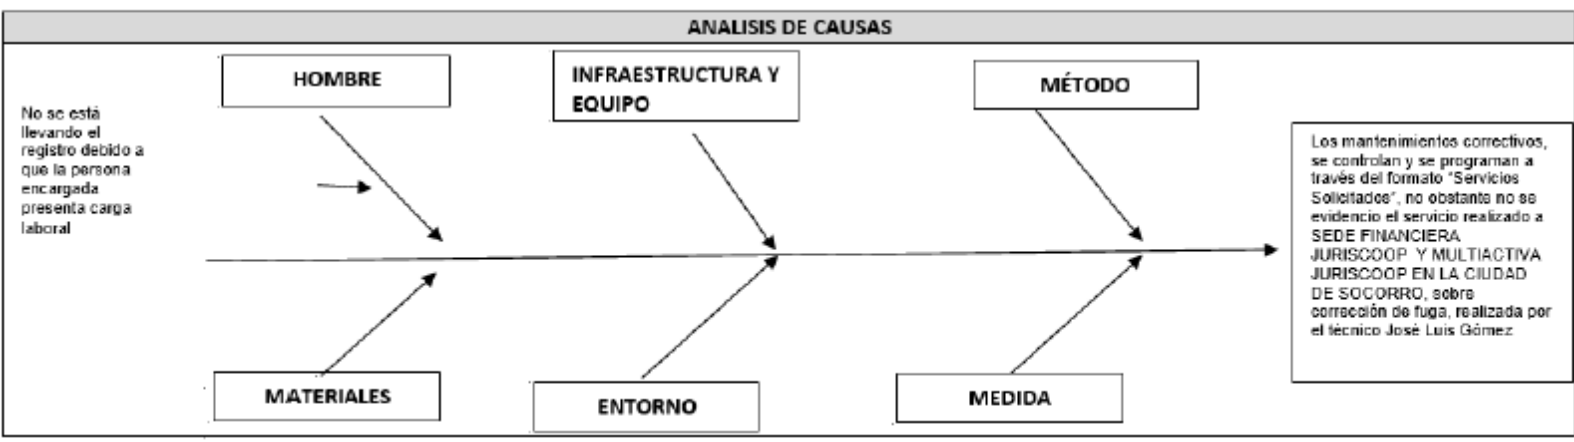 ANALISIS DE CAUSAS
HOMBRE
INFRAESTRUCTURA Y
EQUIPO
MÉTODO
No se está
llevando el
registro debido a
que la persona
encargada
presenta carga
laboral
Los mantenimientos correctivos,
se controlan y se programan a
través del formato "Servicios
Solicitados", no obstante no se
evidencio el servicio realizado a
SEDE FINANCIERA
JURISCOOP Y MULTIACTIVA
JURISCOOP EN LA CIUDAD
DE SOCORRO, sobre
corrección de fuga, realizada por
el técnico José Luis Gómez
MATERIALES
ENTORNO
MEDIDA